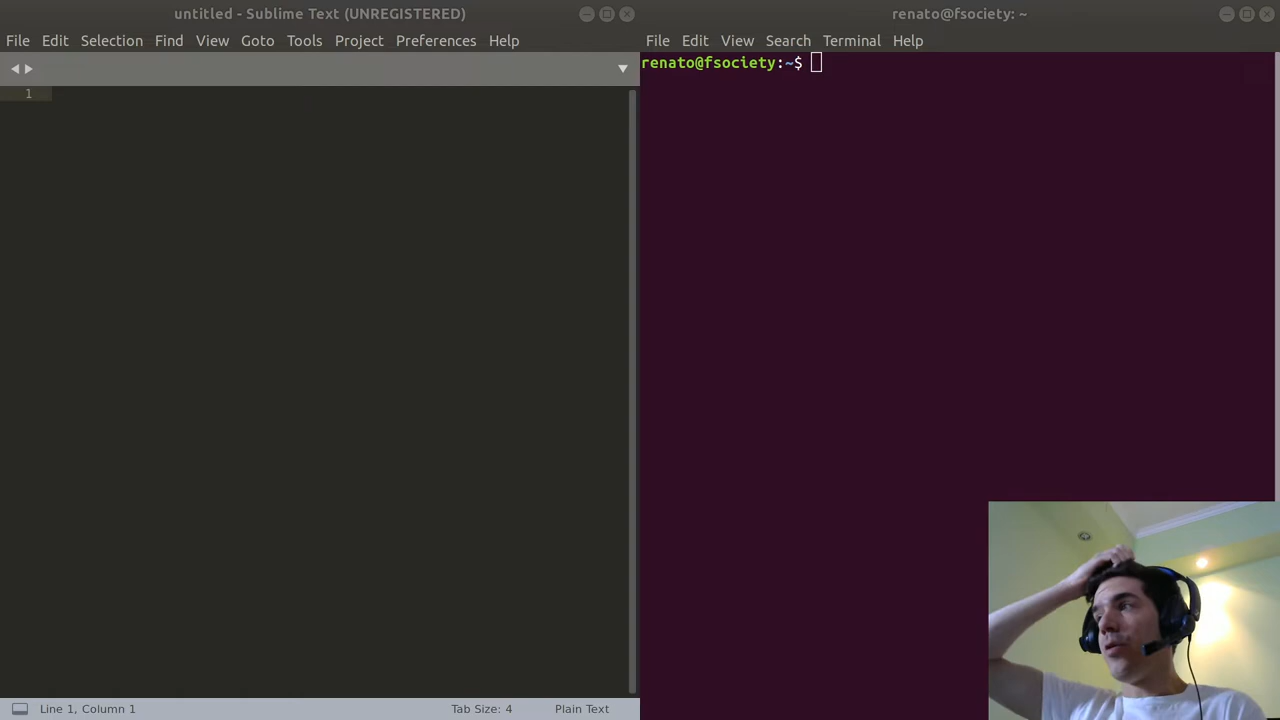 untitled - Sublime Text (UNREGISTERED)
File Edit Selection Find View Goto Tools Project Preferences Help
1
Line 1, Column 1 Tab Size: 4 Plain Text
renato@fsociety: ~
File Edit View Search Terminal Help
renato@fsociety:~$